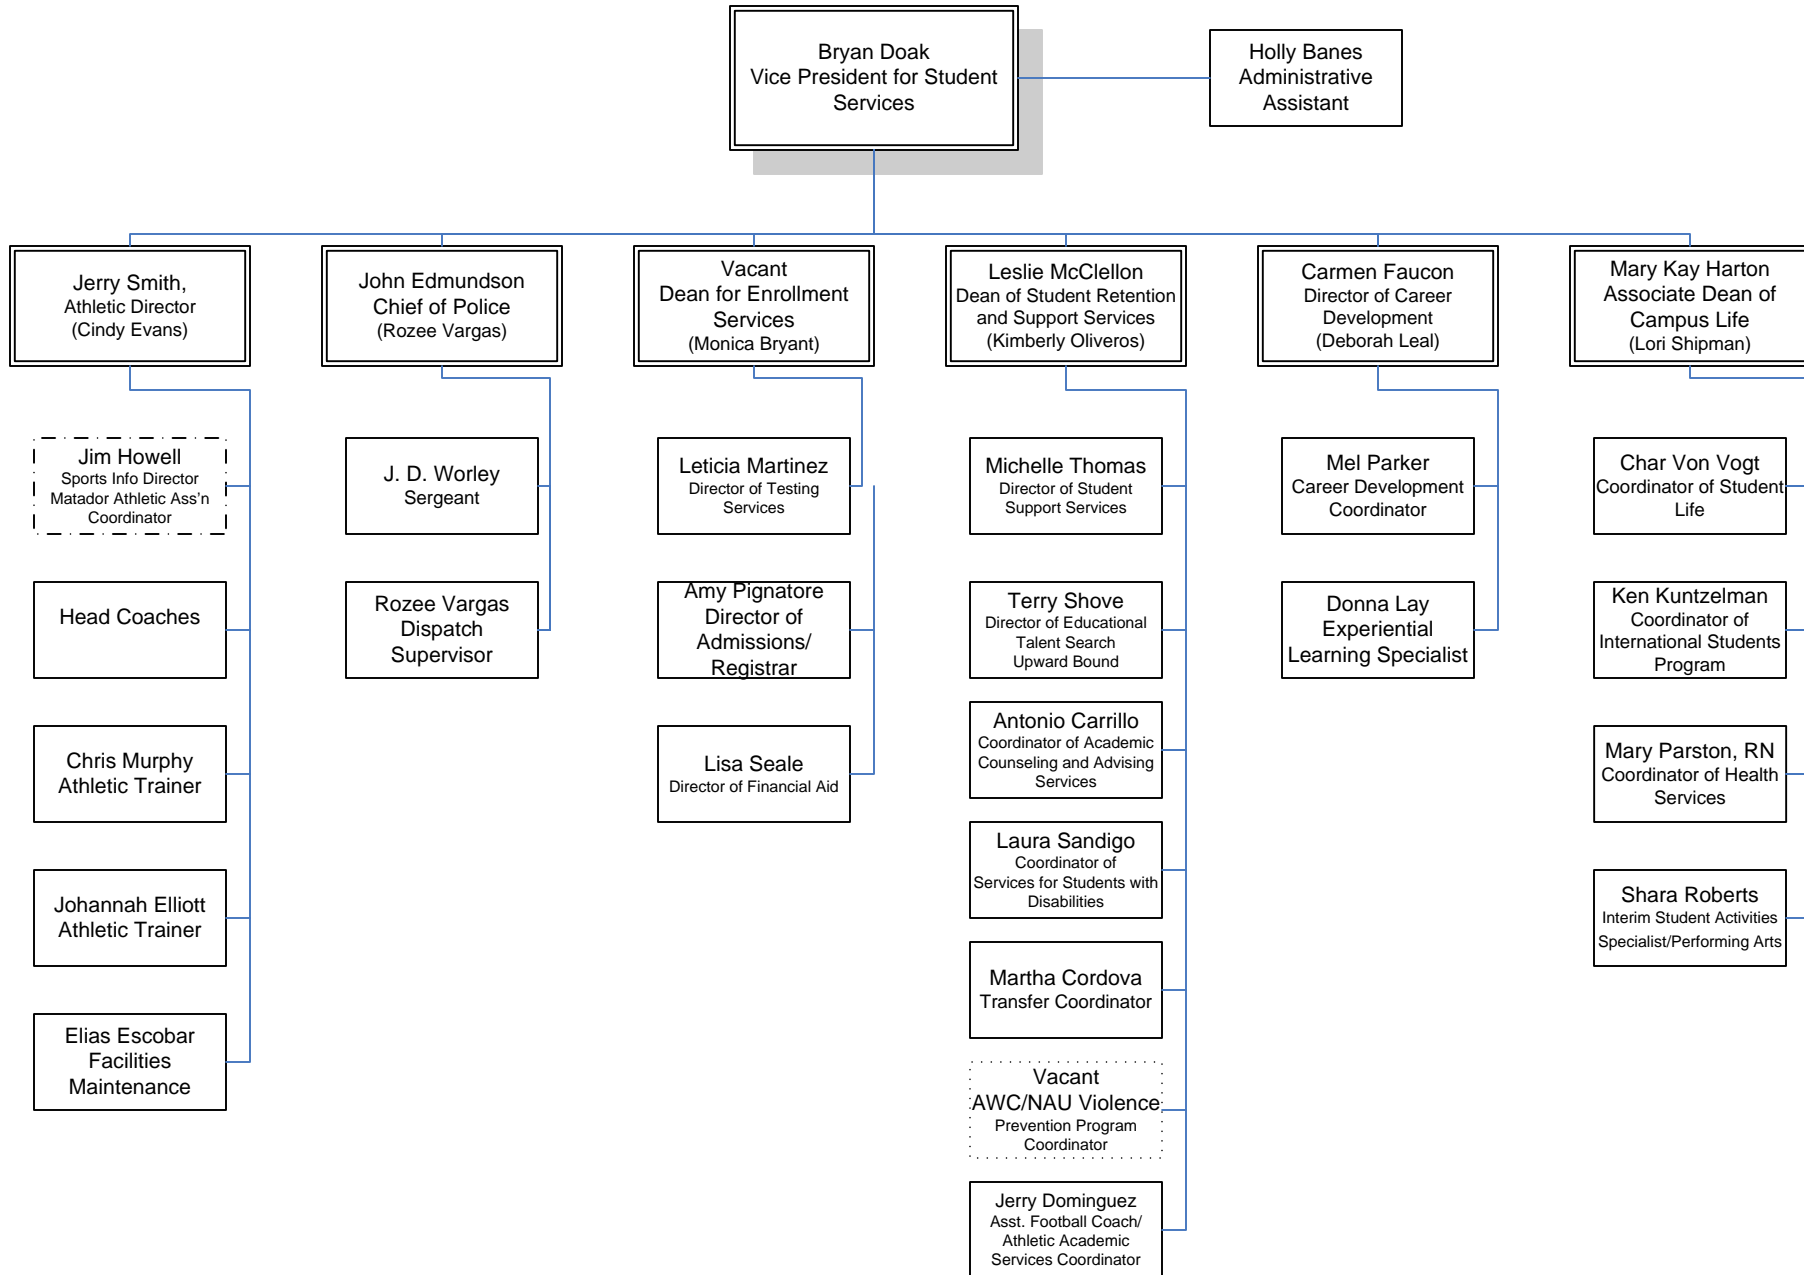 Bryan Doak
Vice President for Student
Services
Holly Banes
Administrative
Assistant
Jerry Smith,
Athletic Director
(Cindy Evans)
John Edmundson
Chief of Police
(Rozee Vargas)
Vacant
Dean for Enrollment
Services
(Monica Bryant)
Leslie McClellon
Dean of Student Retention
and Support Services
(Kimberly Oliveros)
Carmen Faucon
Director of Career
Development
(Deborah Leal)
Mary Kay Harton
Associate Dean of
Campus Life
(Lori Shipman)
Jim Howell
Sports Info Director
Matador Athletic Ass'n
Coordinator
Head Coaches
Chris Murphy
Athletic Trainer
Johannah Elliott
Athletic Trainer
Elias Escobar
Facilities
Maintenance
J. D. Worley
Sergeant
Rozee Vargas
Dispatch
Supervisor
Leticia Martinez
Director of Testing
Services
Amy Pignatore
Director of
Admissions/
Registrar
Lisa Seale
Director of Financial Aid
Michelle Thomas
Director of Student
Support Services
Terry Shove
Director of Educational
Talent Search
Upward Bound
Antonio Carrillo
Coordinator of Academic
Counseling and Advising
Services
Laura Sandigo
Coordinator of
Services for Students with
Disabilities
Martha Cordova
Transfer Coordinator
Vacant
AWC/NAU Violence
Prevention Program
Coordinator
Jerry Dominguez
Asst. Football Coach/
Athletic Academic
Services Coordinator
Mel Parker
Career Development
Coordinator
Donna Lay
Experiential
Learning Specialist
Char Von Vogt
Coordinator of Student
Life
Ken Kuntzelman
Coordinator of
International Students
Program
Mary Parston, RN
Coordinator of Health
Services
Shara Roberts
Interim Student Activities
Specialist/Performing Arts